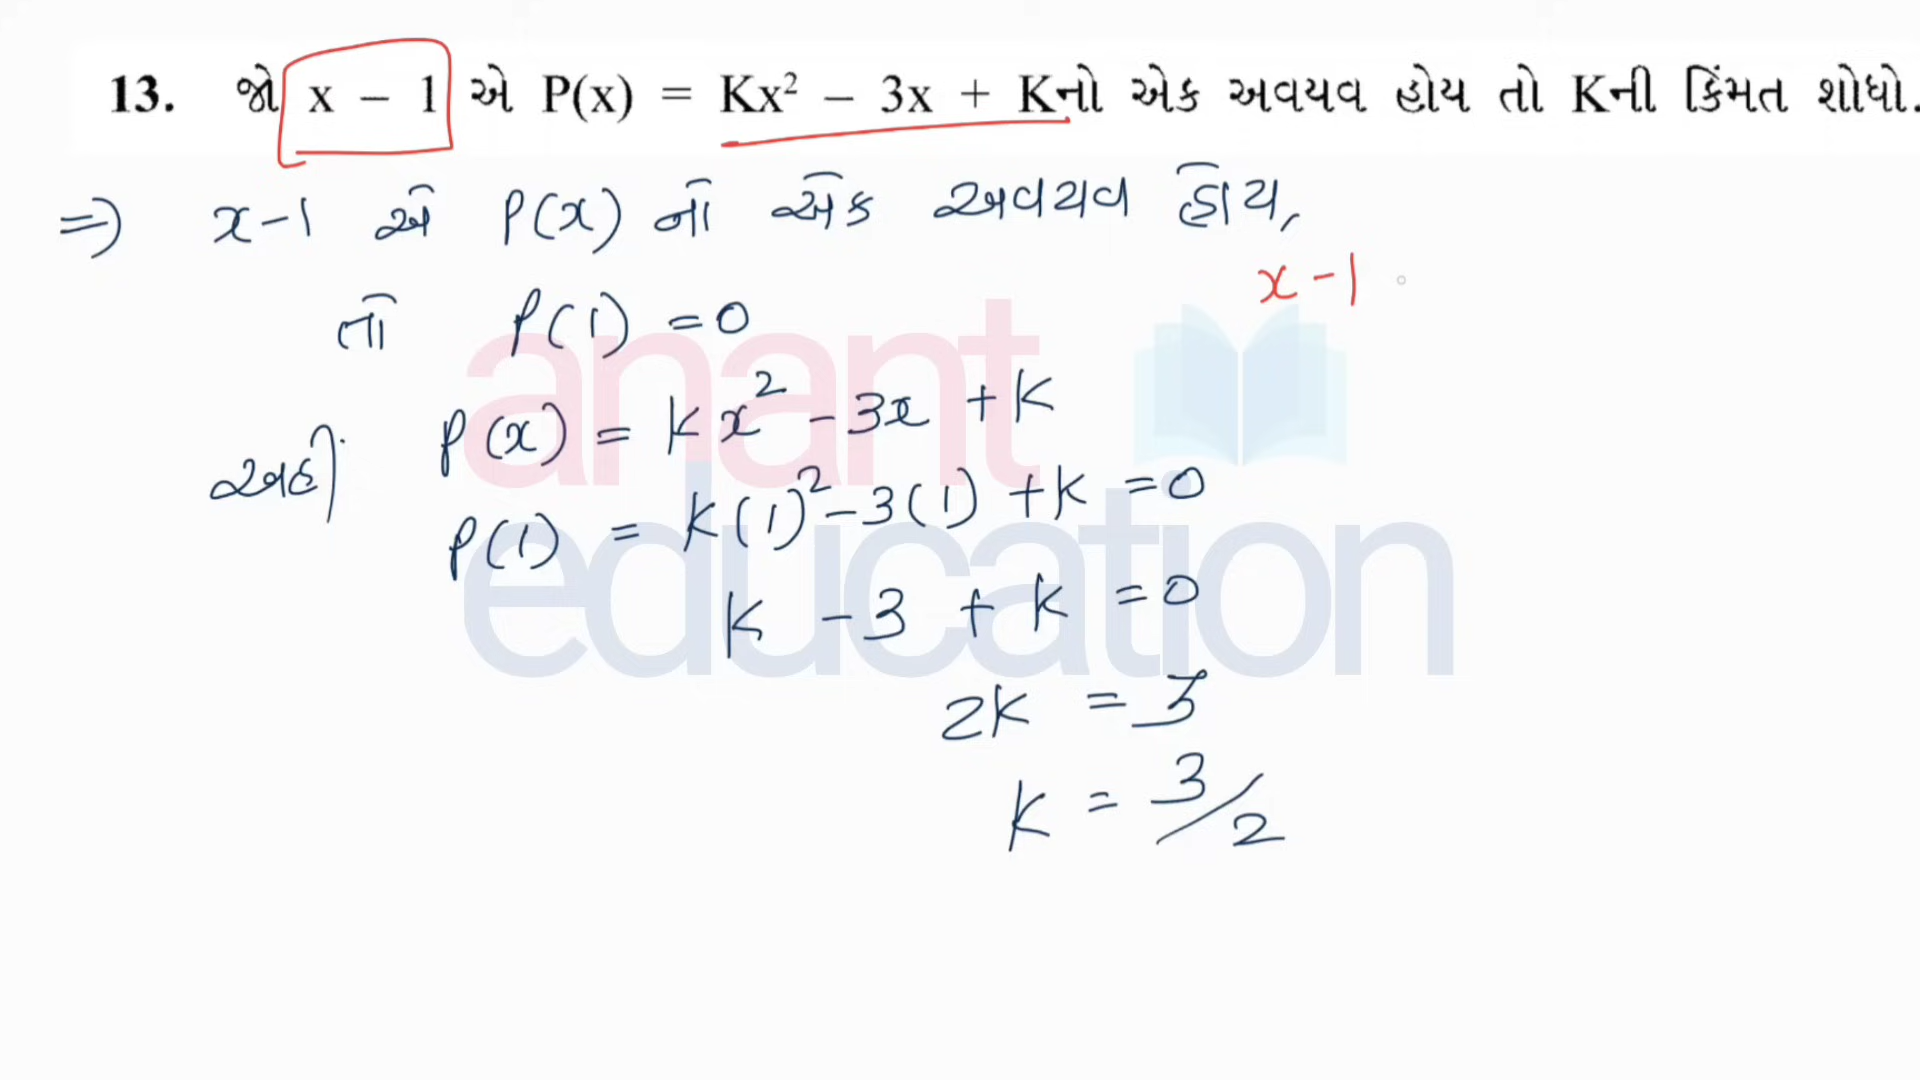 13. જો x – 1 એ P(x) = Kx² – 3x + Kનો એક અવયવ હોય તો Kની કિંમત શોધો.
=> x-1 એ P(x) નો એક અવયવ હોય,
x-1
તો P(1) = 0
અહીં P(x) = Kx² - 3x + K
P(1) = K(1)² - 3(1) + K = 0
K - 3 + K = 0
2K = 3
K = 3/2
anant
education